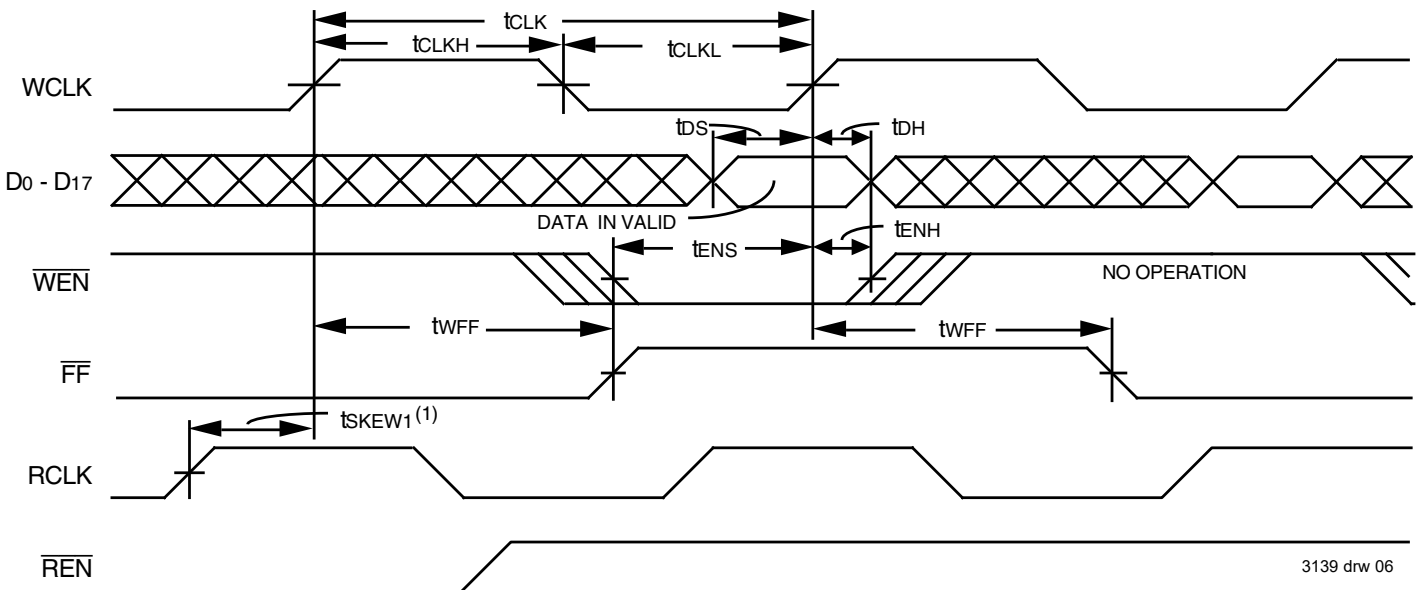 tCLK
tCLKH
tCLKL
WCLK
tDS
tDH
D0 - D17
DATA IN VALID
tENS
tENH
WEN
NO OPERATION
tWFF
tWFF
FF
tSKEW1(1)
RCLK
REN
3139 drw 06